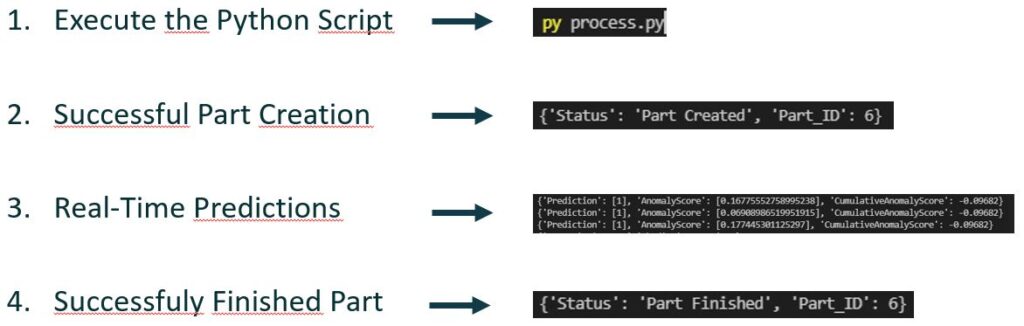 1. Execute the Python Script
py process.py
2. Successful Part Creation
{'Status': 'Part Created', 'Part_ID': 6}
3. Real-Time Predictions
{'Prediction': [1], 'AnomalyScore': [0.16775552758995238], 'CumulativeAnomalyScore': -0.09682}
{'Prediction': [1], 'AnomalyScore': [0.06908986519951915], 'CumulativeAnomalyScore': -0.09682}
{'Prediction': [1], 'AnomalyScore': [0.177445301125297], 'CumulativeAnomalyScore': -0.09682}
4. Successfuly Finished Part
{'Status': 'Part Finished', 'Part_ID': 6}